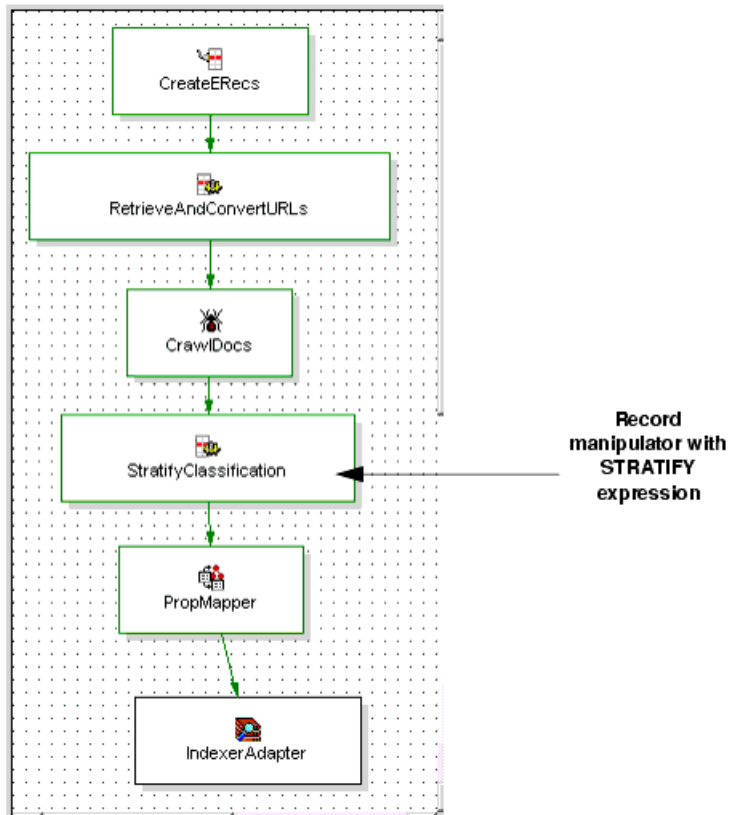 CreateERecs
RetrieveAndConvertURLs
CrawlDocs
StratifyClassification
Record
manipulator with
STRATIFY
expression
PropMapper
IndexerAdapter